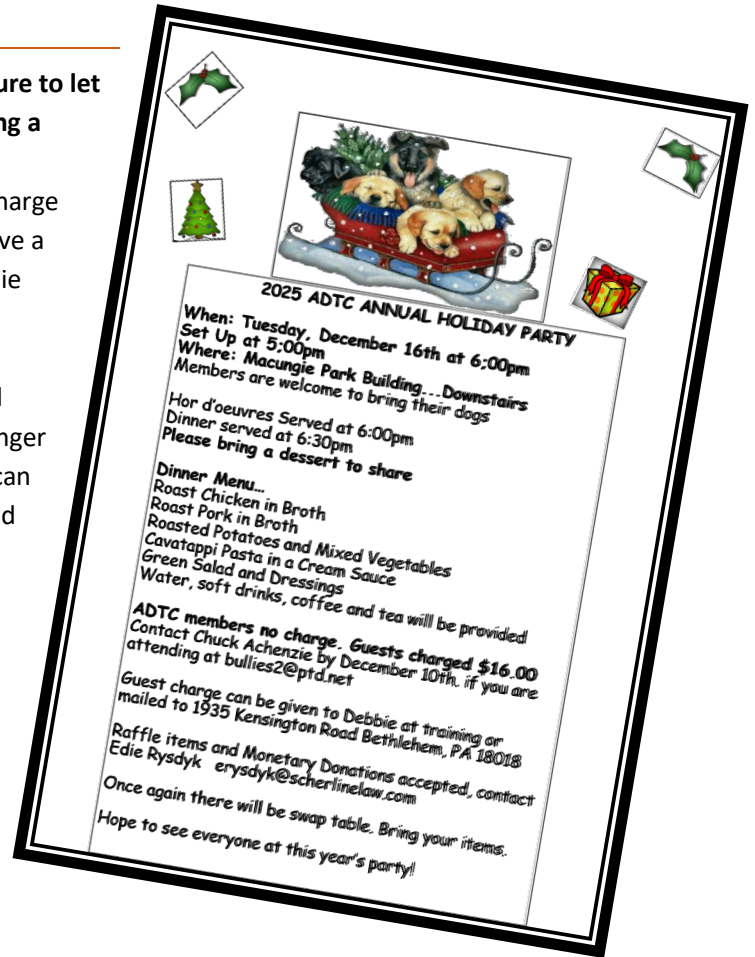 ure to let
ng a
harge
ve a
ie
l
nger
can
d
2025 ADTC ANNUAL HOLIDAY PARTY
When: Tuesday, December 16th at 6;00pm
Set Up at 5;00pm
Where: Macungie Park Building...Downstairs
Members are welcome to bring their dogs
Hor d'oeuvres Served at 6:00pm
Dinner served at 6:30pm
Please bring a dessert to share
Dinner Menu...
Roast Chicken in Broth
Roast Pork in Broth
Roasted Potatoes and Mixed Vegetables
Cavatappi Pasta in a Cream Sauce
Green Salad and Dressings
Water, soft drinks, coffee and tea will be provided
ADTC members no charge. Guests charged $16.00
Contact Chuck Achenzie by December 10th. if you are
attending at bullies2@ptd.net
Guest charge can be given to Debbie at training or
mailed to 1935 Kensington Road Bethlehem, PA 18018
Raffle items and Monetary Donations accepted, contact
Edie Rysdyk erysdyk@scherlinelaw.com
Once again there will be swap table. Bring your items.
Hope to see everyone at this year's party!